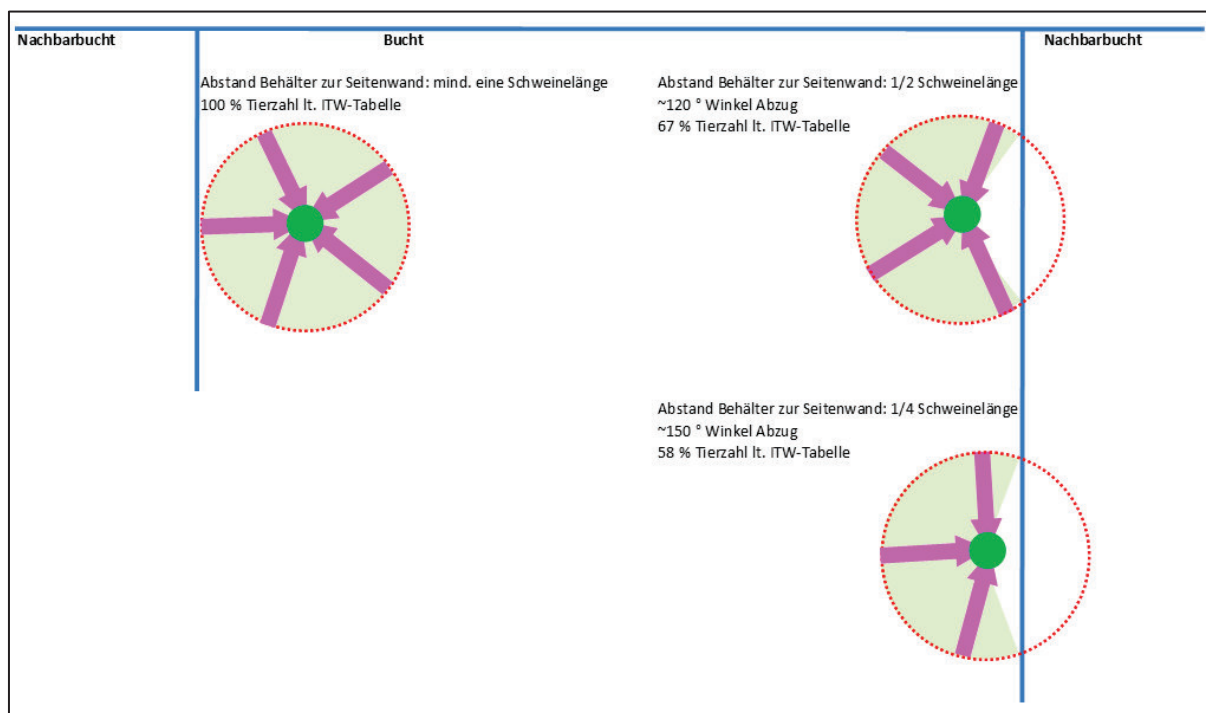 Nachbarbucht
Bucht
Nachbarbucht
Abstand Behälter zur Seitenwand: mind. eine Schweinelänge
100 % Tierzahl lt. ITW-Tabelle
Abstand Behälter zur Seitenwand: 1/2 Schweinelänge
~120 ° Winkel Abzug
67 % Tierzahl lt. ITW-Tabelle
Abstand Behälter zur Seitenwand: 1/4 Schweinelänge
~150 ° Winkel Abzug
58 % Tierzahl lt. ITW-Tabelle